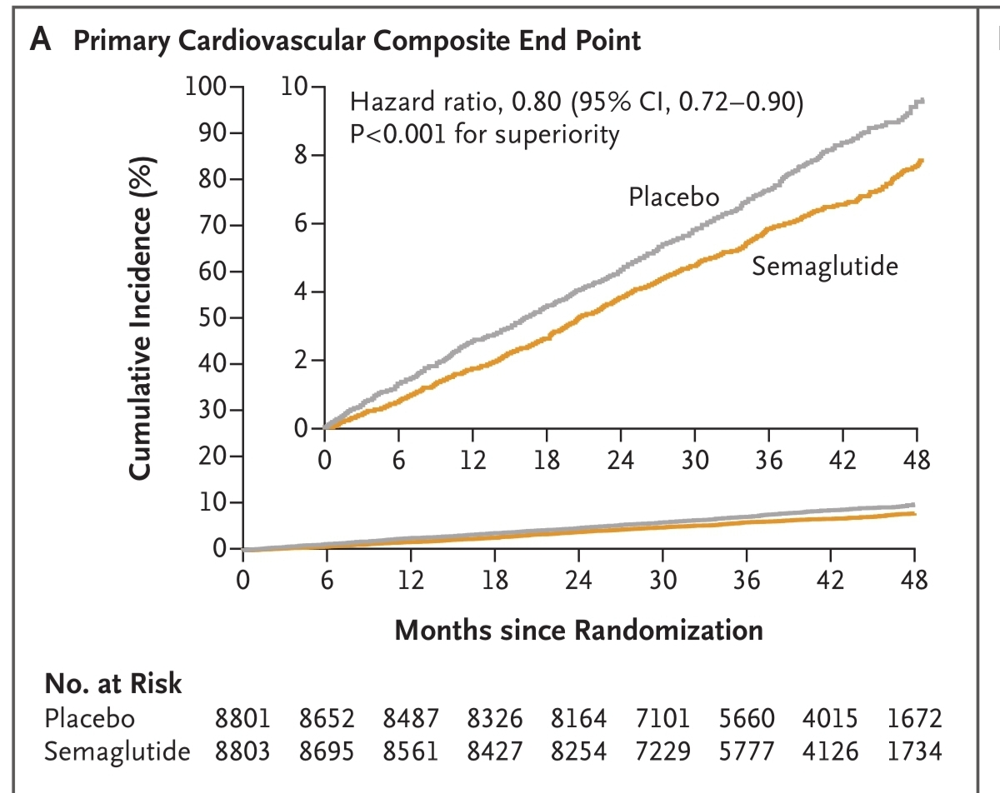 A Primary Cardiovascular Composite End Point
Cumulative Incidence (%)
100
90
80
70
60
50
40
30
20
10
0
10
8
6
4
2
0
Hazard ratio, 0.80 (95% CI, 0.72–0.90)
P<0.001 for superiority
Placebo
Semaglutide
0 6 12 18 24 30 36 42 48
0 6 12 18 24 30 36 42 48
Months since Randomization
No. at Risk
Placebo 8801 8652 8487 8326 8164 7101 5660 4015 1672
Semaglutide 8803 8695 8561 8427 8254 7229 5777 4126 1734